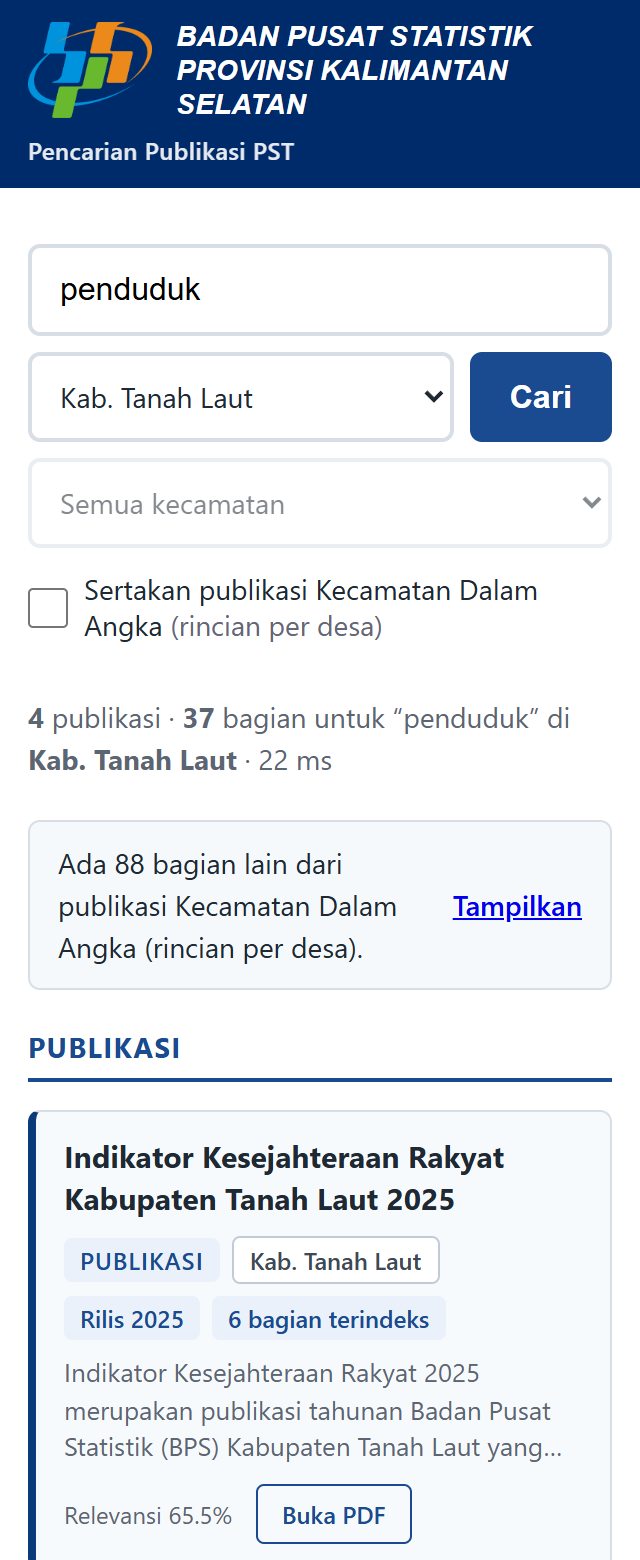 BADAN PUSAT STATISTIK
PROVINSI KALIMANTAN
SELATAN
Pencarian Publikasi PST
penduduk
Kab. Tanah Laut
Cari
Semua kecamatan
Sertakan publikasi Kecamatan Dalam
Angka (rincian per desa)
4 publikasi · 37 bagian untuk “penduduk” di
Kab. Tanah Laut · 22 ms
Ada 88 bagian lain dari
publikasi Kecamatan Dalam
Angka (rincian per desa).
Tampilkan
PUBLIKASI
Indikator Kesejahteraan Rakyat
Kabupaten Tanah Laut 2025
PUBLIKASI
Kab. Tanah Laut
Rilis 2025
6 bagian terindeks
Indikator Kesejahteraan Rakyat 2025
merupakan publikasi tahunan Badan Pusat
Statistik (BPS) Kabupaten Tanah Laut yang...
Relevansi 65.5%
Buka PDF